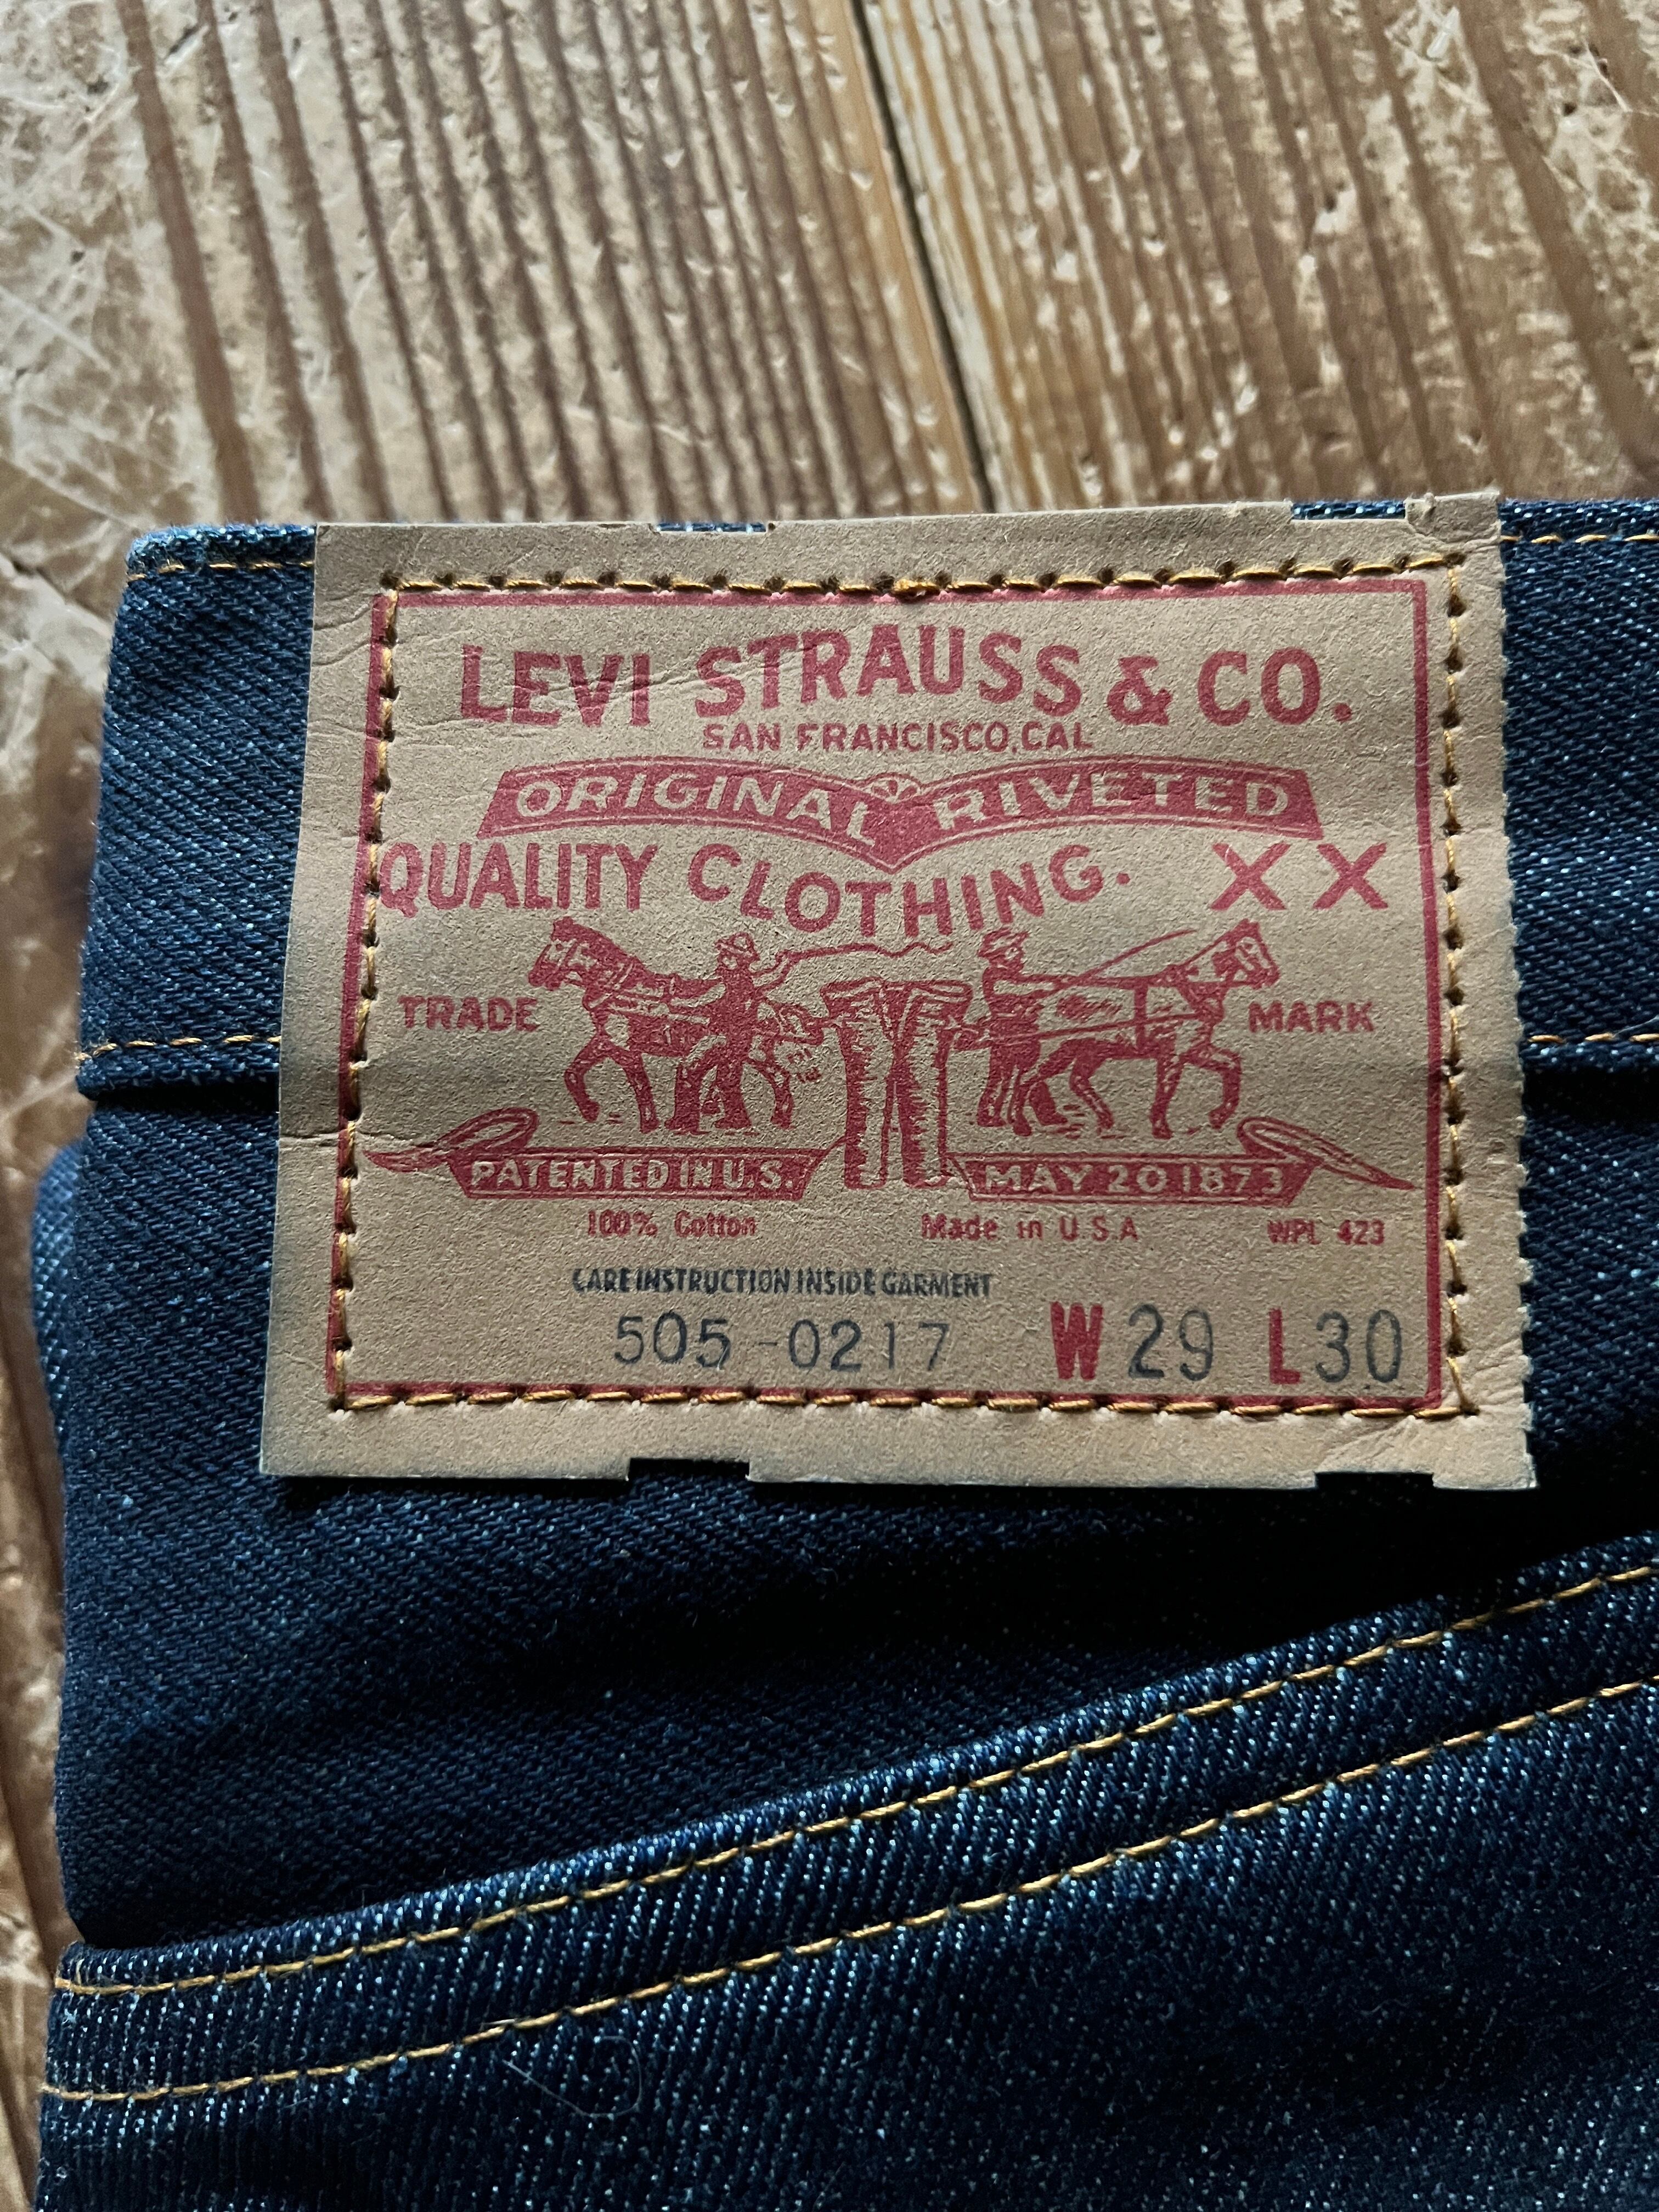 LEVI STRAUSS & CO.
SAN FRANCISCO, CAL
ORIGINAL RIVETED
QUALITY CLOTHING. XX
TRADE MARK
PATENTED IN U.S. MAY 20 1873
100% Cotton Made in U.S.A WPL 423
CARE INSTRUCTION INSIDE GARMENT
505-0217 W 29 L 30